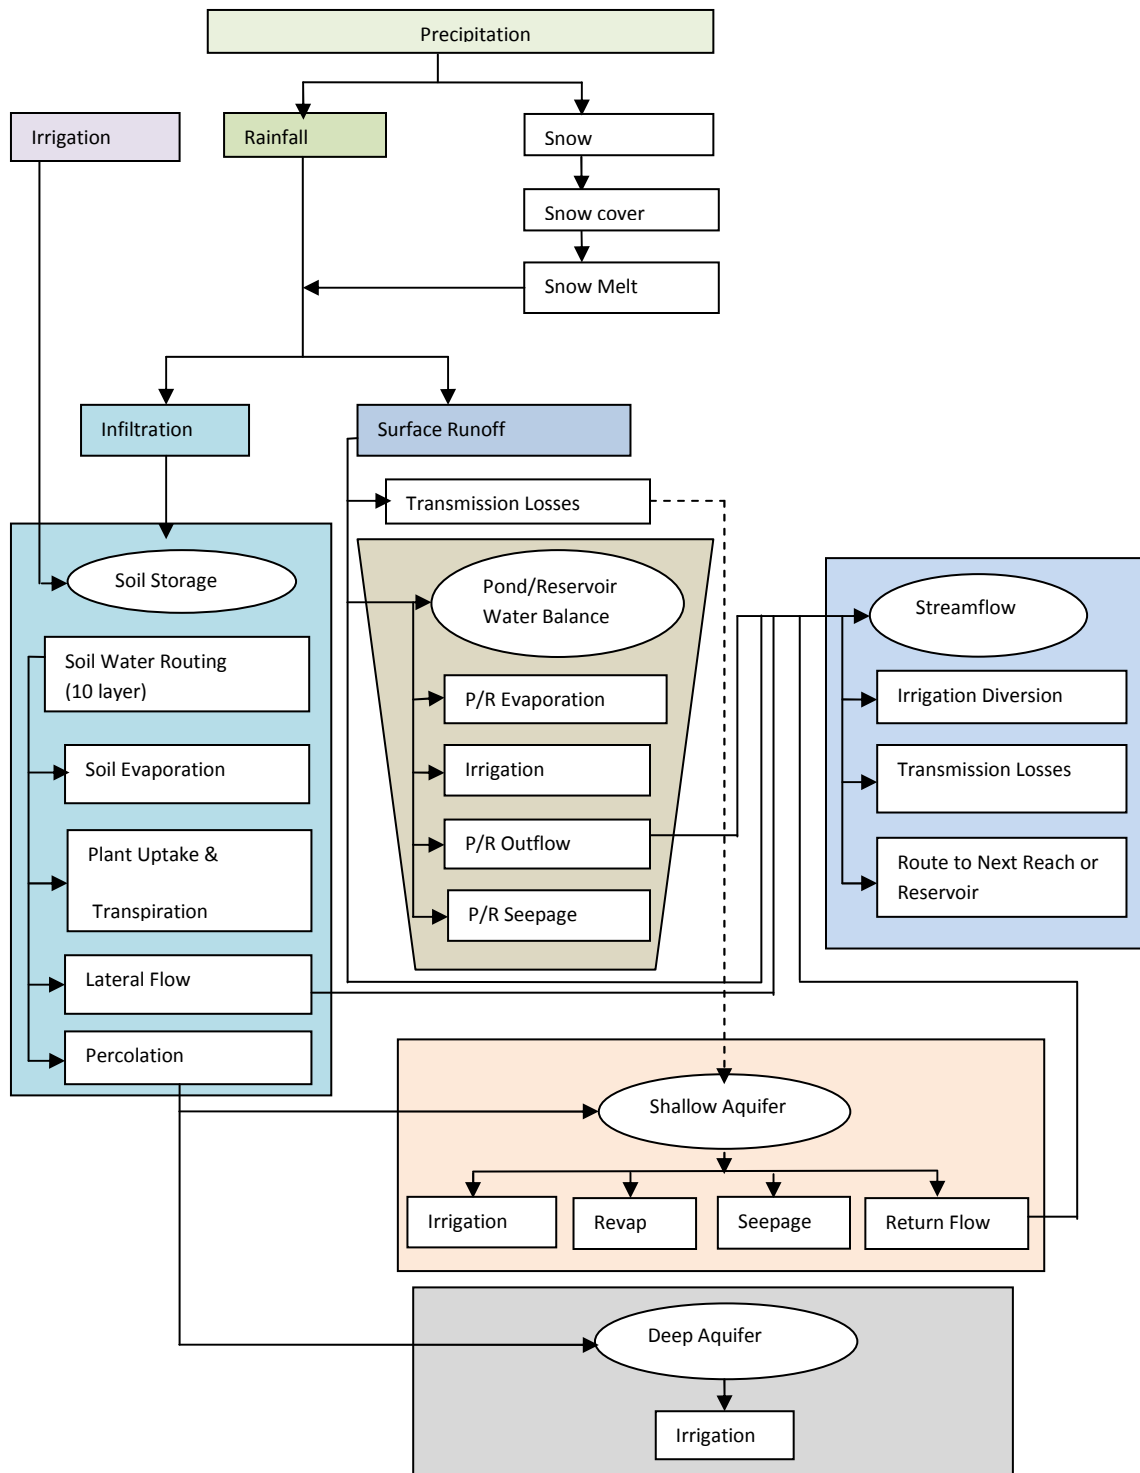 Precipitation
Irrigation
Rainfall
Snow
Snow cover
Snow Melt
Infiltration
Surface Runoff
Transmission Losses
Soil Storage
Pond/Reservoir
Water Balance
Streamflow
Soil Water Routing
(10 layer)
P/R Evaporation
Irrigation Diversion
Soil Evaporation
Irrigation
Transmission Losses
Plant Uptake &
Transpiration
P/R Outflow
Route to Next Reach or
Reservoir
P/R Seepage
Lateral Flow
Percolation
Shallow Aquifer
Irrigation
Revap
Seepage
Return Flow
Deep Aquifer
Irrigation